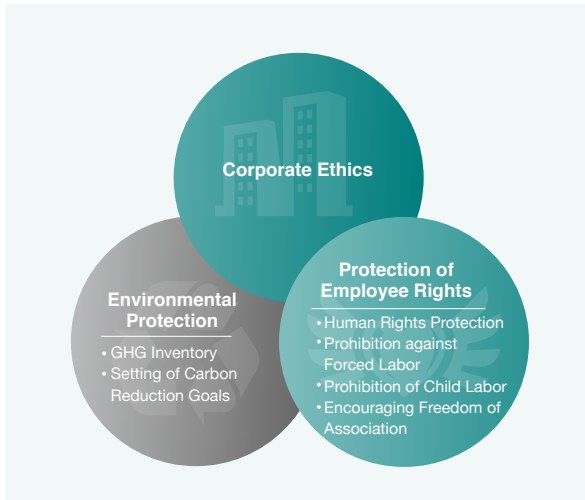 Corporate Ethics
Environmental
Protection
• GHG Inventory
• Setting of Carbon
Reduction Goals
Protection of
Employee Rights
• Human Rights Protection
• Prohibition against
Forced Labor
• Prohibition of Child Labor
• Encouraging Freedom of
Association